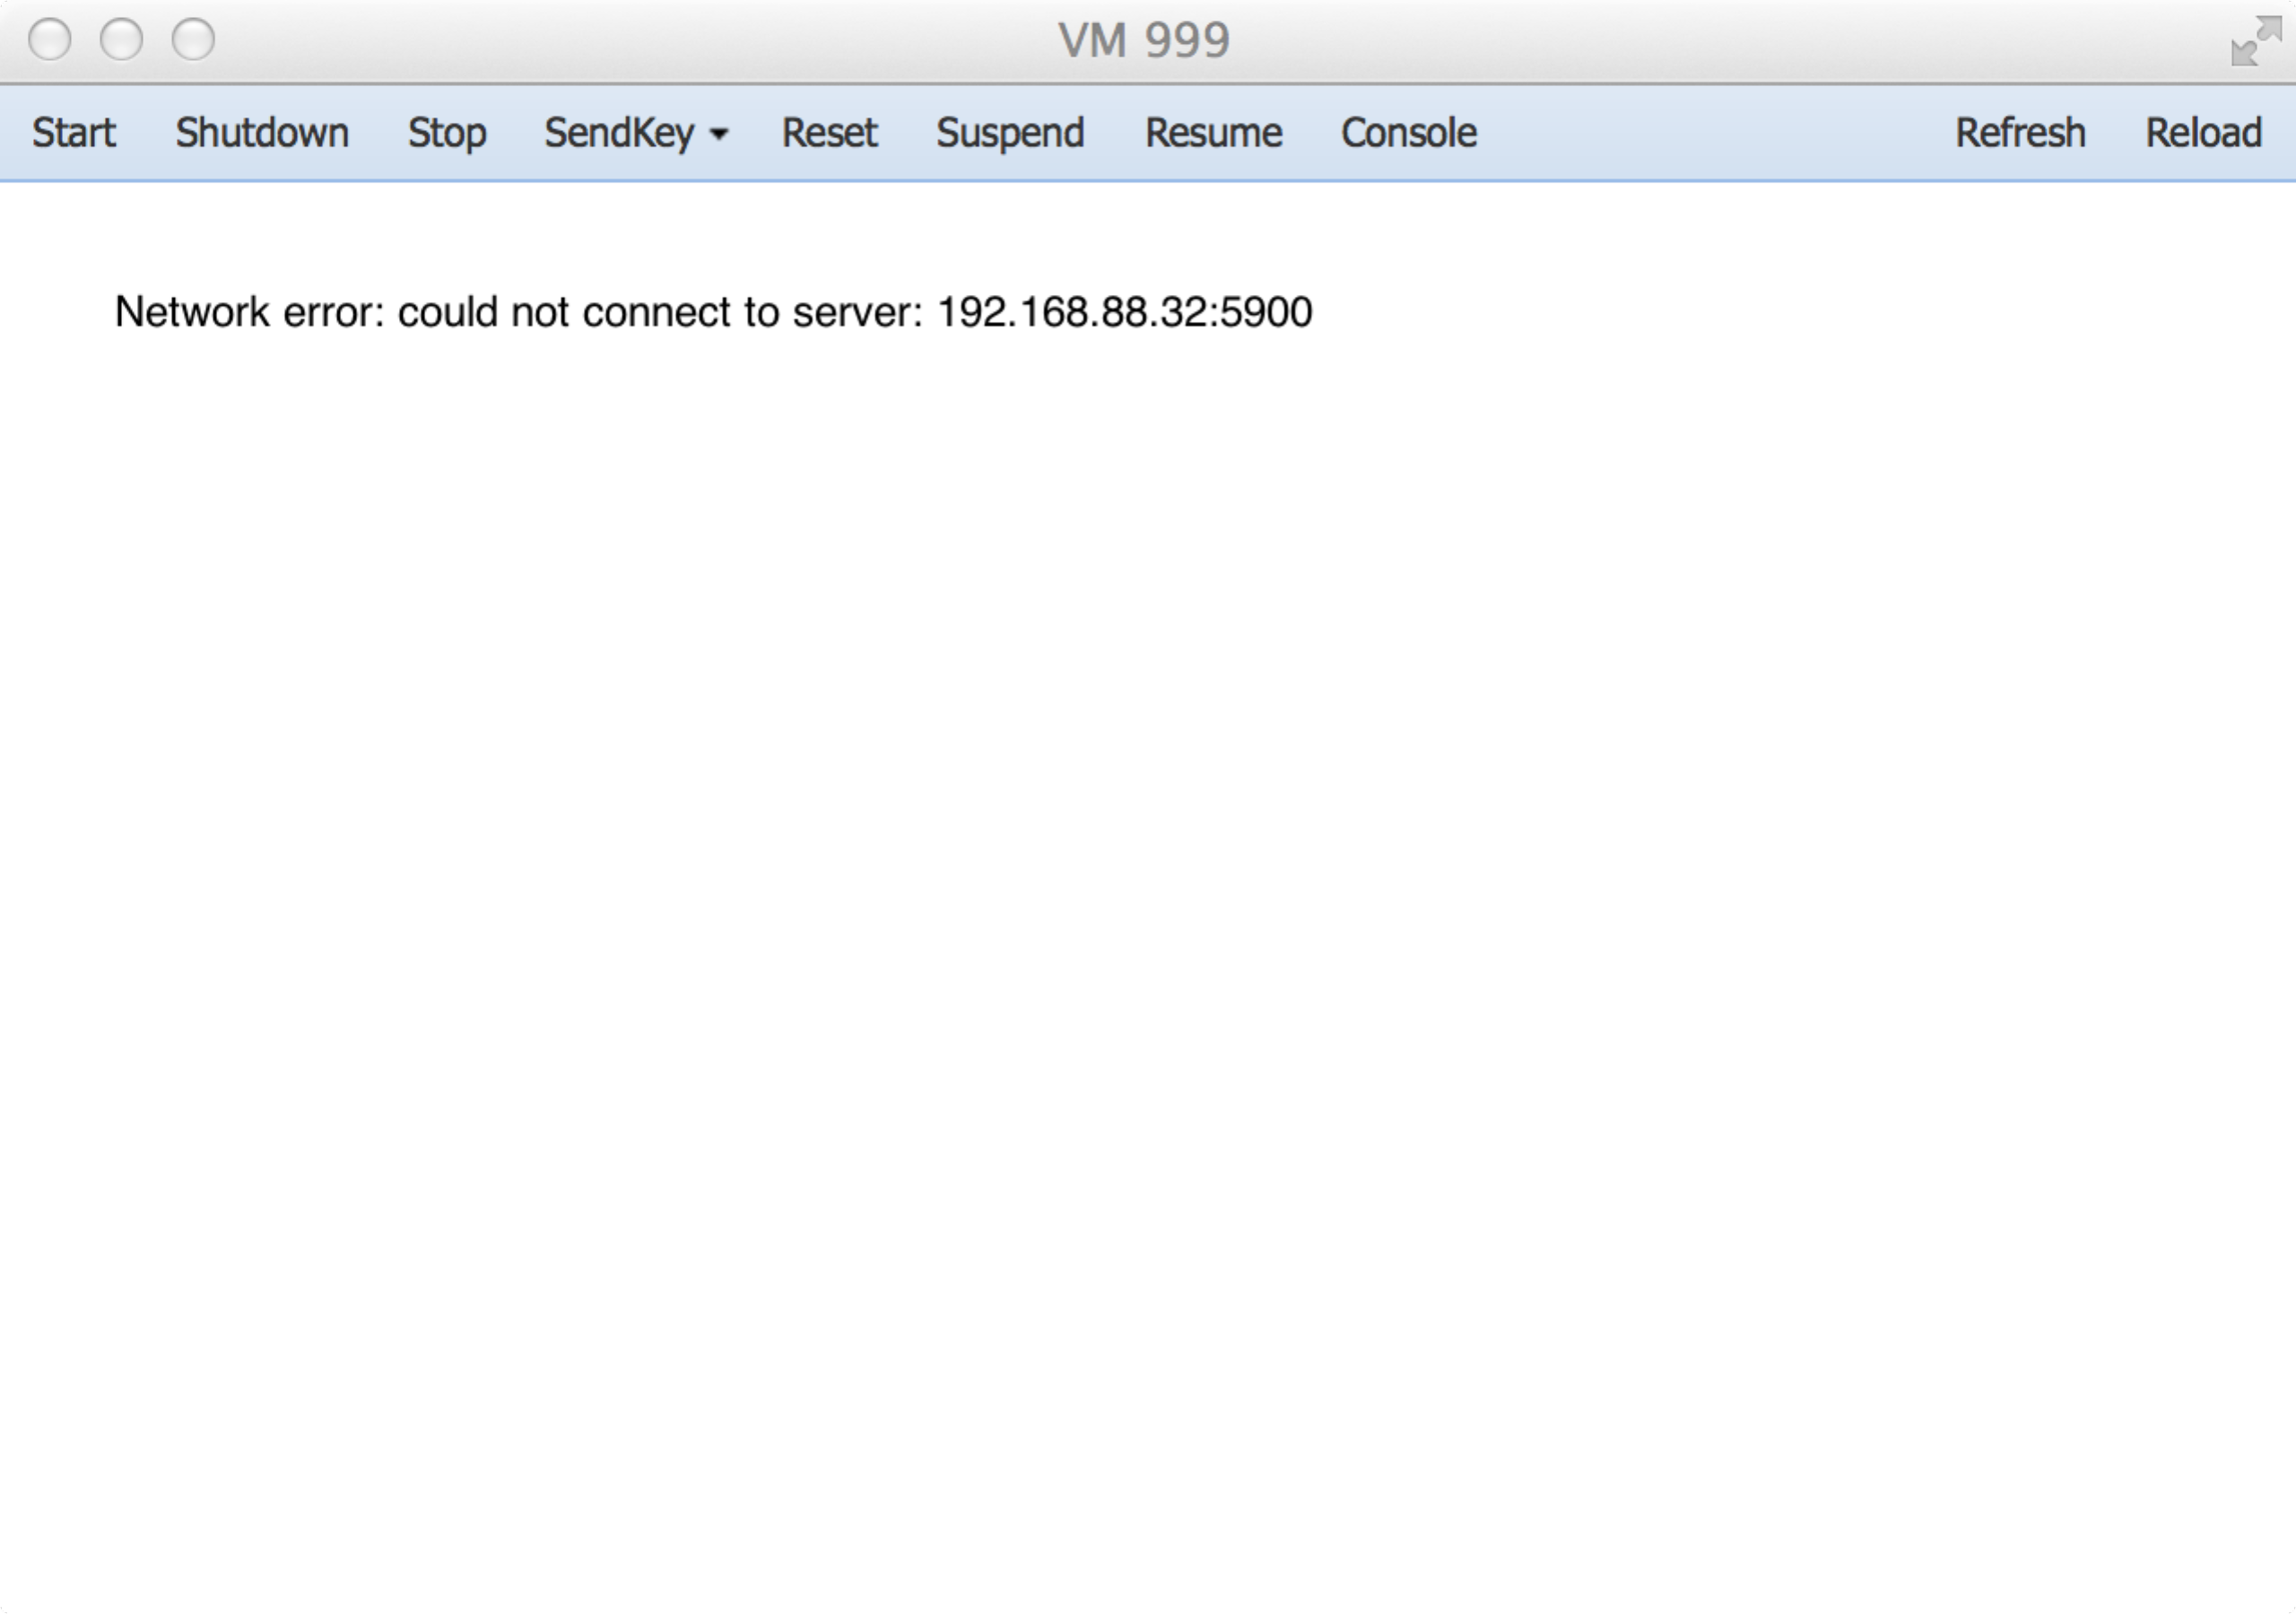 VM 999
Start Shutdown Stop SendKey Reset Suspend Resume Console Refresh Reload
Network error: could not connect to server: 192.168.88.32:5900